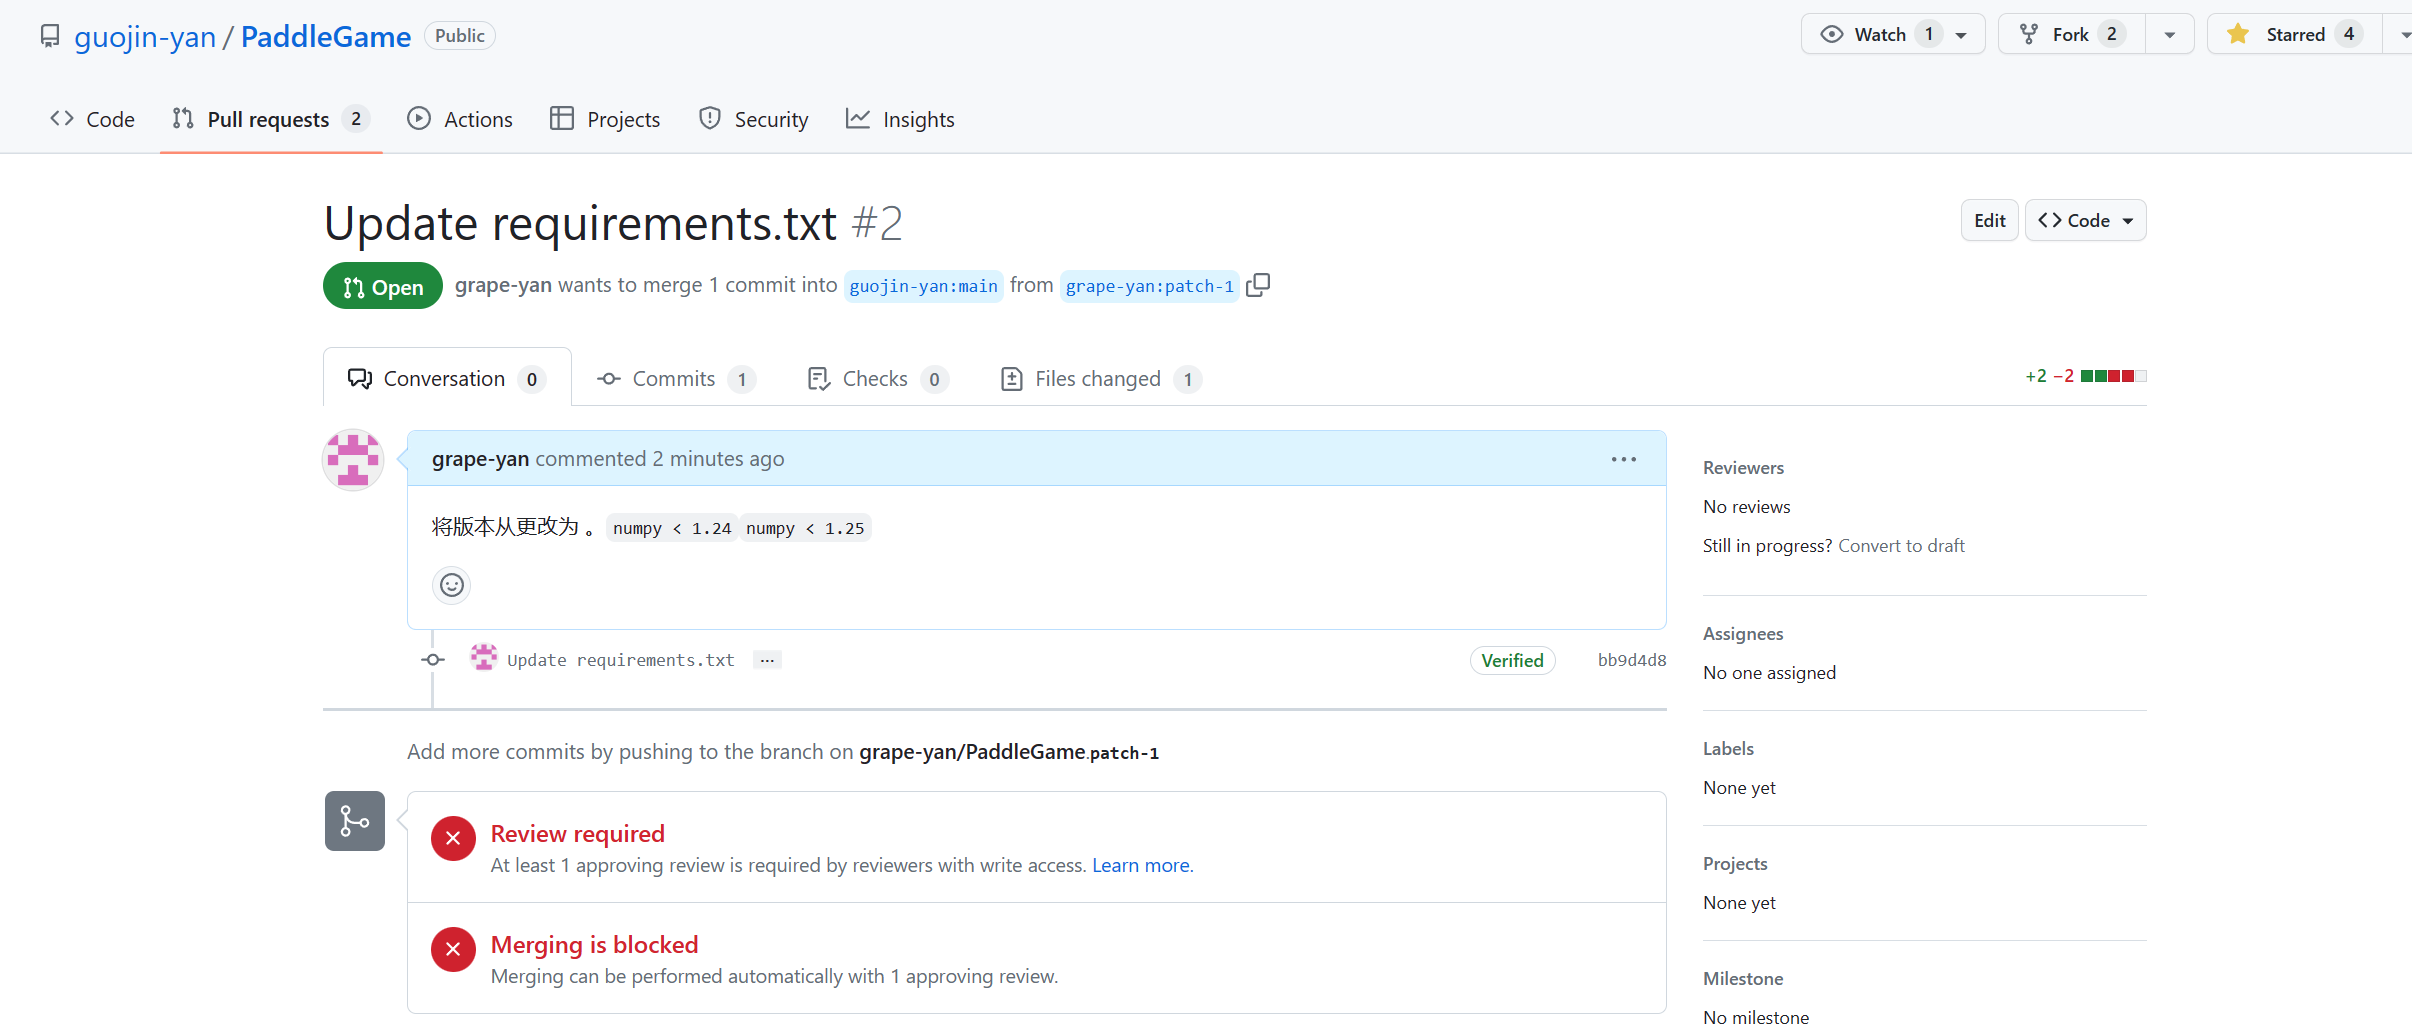 guojin-yan / PaddleGame Public
Watch 1 Fork 2 Starred 4
Code Pull requests 2 Actions Projects Security Insights
Update requirements.txt #2
Edit Code
Open grape-yan wants to merge 1 commit into guojin-yan:main from grape-yan:patch-1
Conversation 0 Commits 1 Checks 0 Files changed 1
+2 −2
grape-yan commented 2 minutes ago
将版本从更改为 。 numpy < 1.24 numpy < 1.25
Update requirements.txt ... Verified bb9d4d8
Add more commits by pushing to the branch on grape-yan/PaddleGame.patch-1
Review required
At least 1 approving review is required by reviewers with write access. Learn more.
Merging is blocked
Merging can be performed automatically with 1 approving review.
Reviewers
No reviews
Still in progress? Convert to draft
Assignees
No one assigned
Labels
None yet
Projects
None yet
Milestone
No milestone